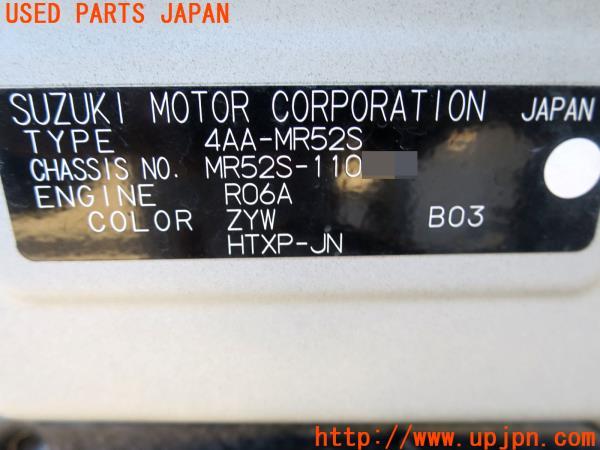 USED PARTS JAPAN
SUZUKI MOTOR CORPORATION JAPAN
TYPE 4AA-MR52S
CHASSIS NO. MR52S-110
ENGINE R06A
COLOR ZYW B03
HTXP-JN
UPJ http://www.upjpn.com/